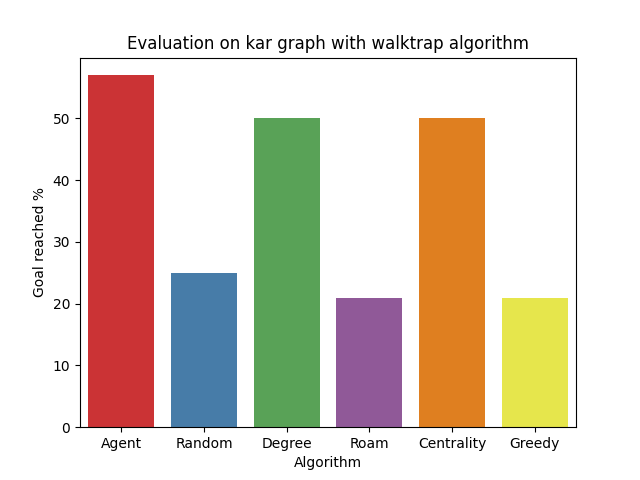 Evaluation on kar graph with walktrap algorithm
Goal reached %
50
40
30
20
10
0
Agent Random Degree Roam Centrality Greedy
Algorithm